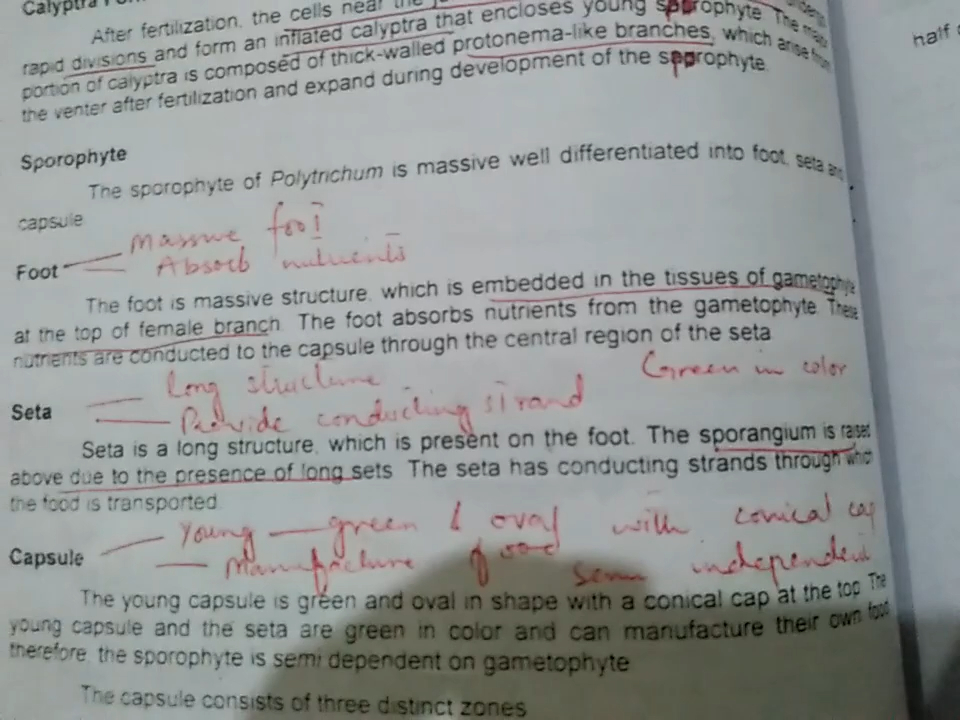 Calyptra
After fertilization, the cells near the
rapid divisions and form an inflated calyptra that encloses young sporophyte. The major
portion of calyptra is composed of thick-walled protonema-like branches, which arise from
the venter after fertilization and expand during development of the sporophyte.
half
Sporophyte
The sporophyte of Polytrichum is massive well differentiated into foot, seta and
capsule
Massive foot
Foot
Absorb nutrients
The foot is massive structure, which is embedded in the tissues of gametophyte
at the top of female branch. The foot absorbs nutrients from the gametophyte. These
nutrients are conducted to the capsule through the central region of the seta
Long structure Green in color
Seta
Provide conducting strand
Seta is a long structure, which is present on the foot. The sporangium is raised
above due to the presence of long sets. The seta has conducting strands through which
the food is transported.
Young green & oval with conical cap
Capsule
Manufacture food semi independent
The young capsule is green and oval in shape with a conical cap at the top. The
young capsule and the seta are green in color and can manufacture their own food
therefore, the sporophyte is semi dependent on gametophyte
The capsule consists of three distinct zones